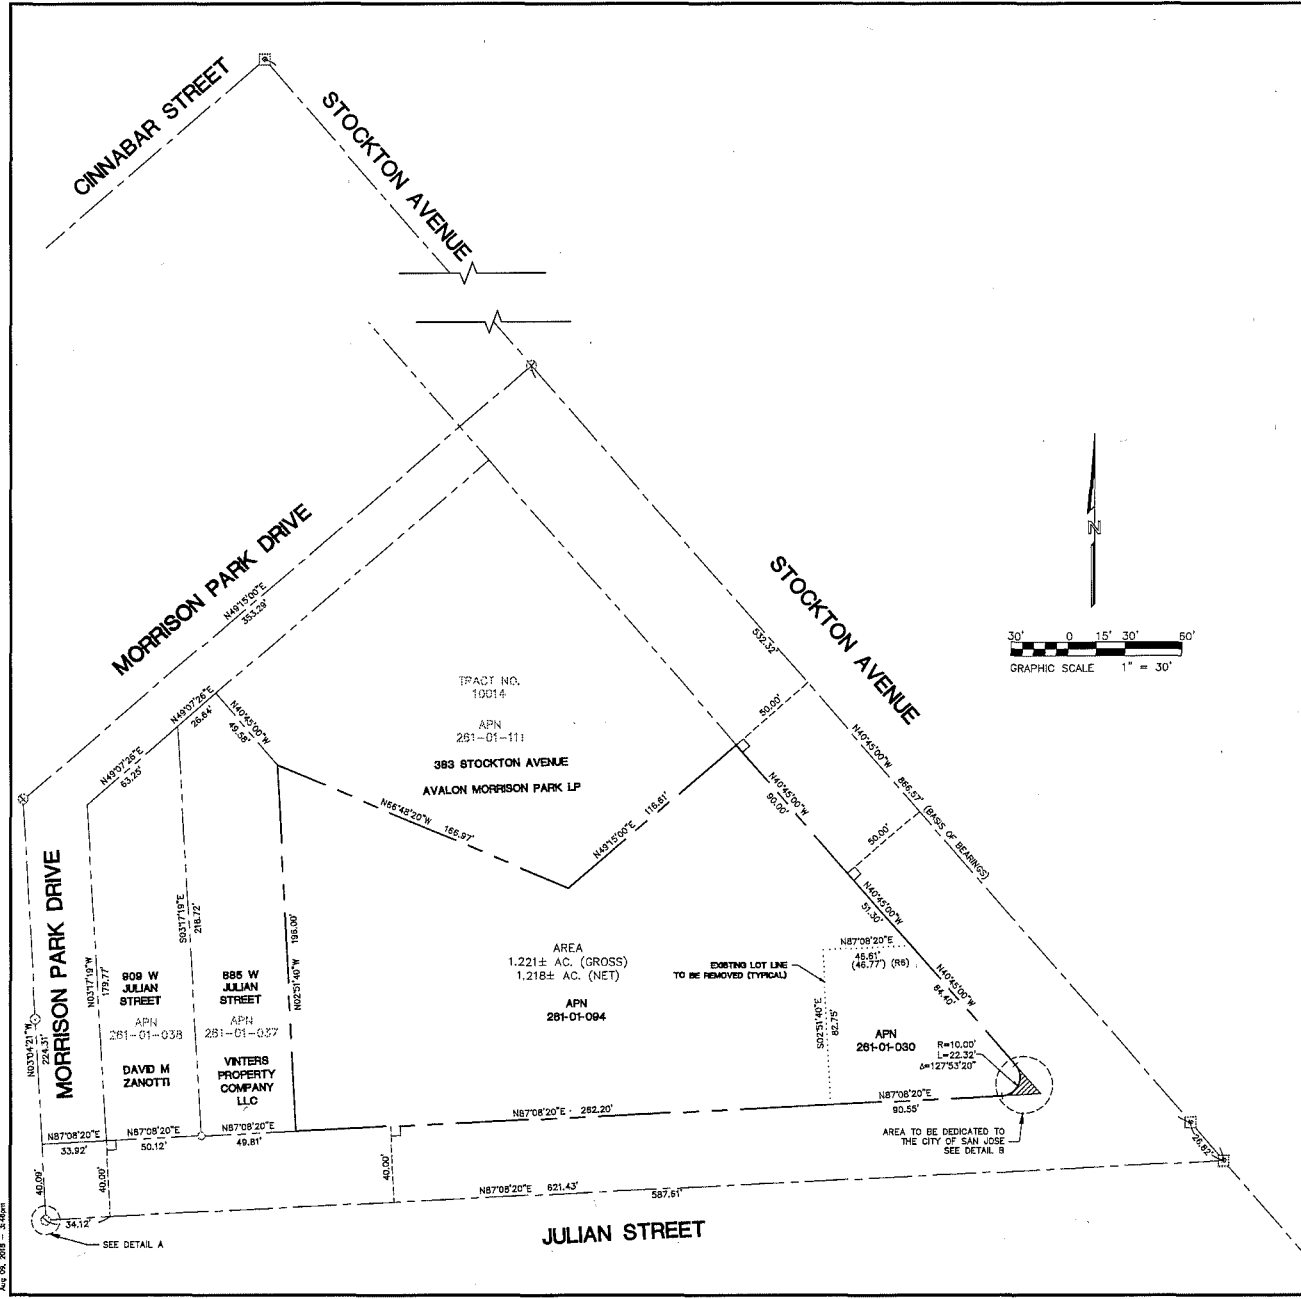 CINNABAR STREET
STOCKTON AVENUE
MORRISON PARK DRIVE
N49°15'00"E
353.29'
STOCKTON AVENUE
532.32'
N
30' 0 15' 30' 60'
GRAPHIC SCALE 1" = 30'
TRACT NO.
10014
APN
261-01-111
383 STOCKTON AVENUE
AVALON MORRISON PARK LP
N49°07'26"E
26.64'
N40°45'00"W
49.58'
N49°07'26"E
63.25'
N66°48'20"W 166.97'
N49°15'00"E 116.61'
50.00'
N40°45'00"W
90.00'
N40°45'00"W 866.57' (BASIS OF BEARINGS)
50.00'
N40°45'00"W
51.30'
MORRISON PARK DRIVE
N03°04'21"W
224.31'
N03°17'19"W
179.77'
S03°17'19"E
218.72'
N02°51'40"W 196.00'
909 W
JULIAN
STREET
APN
261-01-038
DAVID M
ZANOTTI
885 W
JULIAN
STREET
APN
261-01-037
VINTERS
PROPERTY
COMPANY
LLC
AREA
1.221± AC. (GROSS)
1.218± AC. (NET)
APN
261-01-094
EXISTING LOT LINE
TO BE REMOVED (TYPICAL)
N87°08'20"E
46.61'
(46.77') (R6)
S02°51'40"E
82.75'
N40°45'00"W
84.40'
APN
261-01-030
R=10.00'
L=22.32'
Δ=127°53'20"
N87°08'20"E
33.92'
N87°08'20"E
50.12'
N87°08'20"E
49.81'
N87°08'20"E 262.20'
N87°08'20"E
90.55'
AREA TO BE DEDICATED TO
THE CITY OF SAN JOSE
SEE DETAIL B
26.82'
40.09'
40.00'
40.00'
34.12'
N87°08'20"E 621.43'
587.61'
SEE DETAIL A
JULIAN STREET
Aug 09, 2018 - 3:46pm